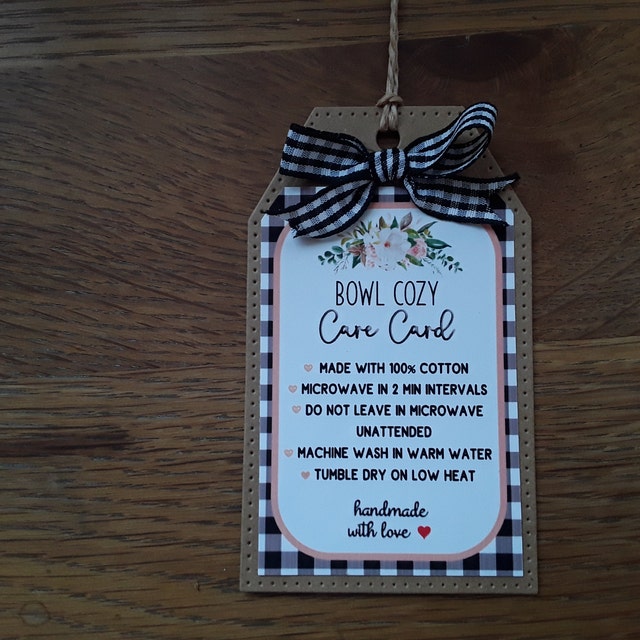 BOWL COZY
Care Card
MADE WITH 100% COTTON
MICROWAVE IN 2 MIN INTERVALS
DO NOT LEAVE IN MICROWAVE
UNATTENDED
MACHINE WASH IN WARM WATER
TUMBLE DRY ON LOW HEAT
handmade
with love